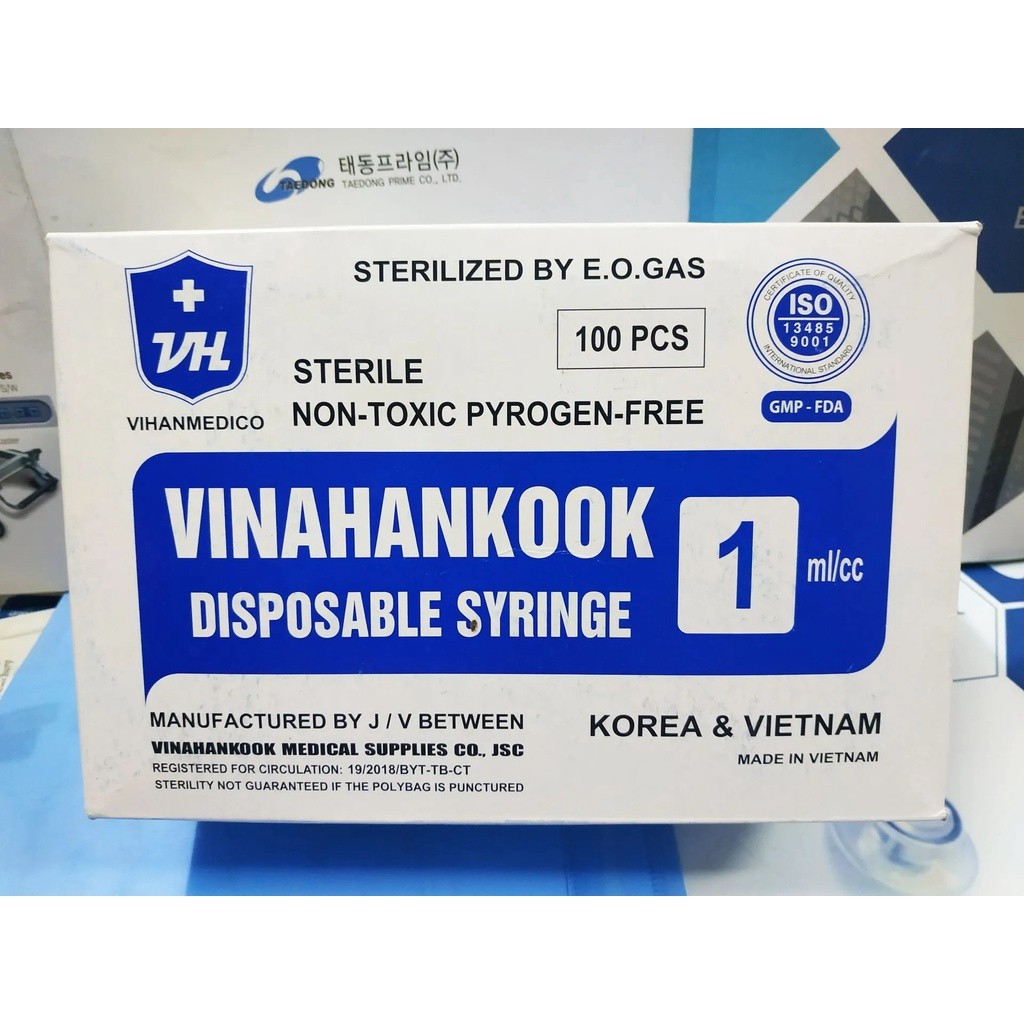 태동프라임(주)
TAEDONG
TAEDONG PRIME CO., LTD.
STERILIZED BY E.O.GAS
100 PCS
CERTIFICATE OF QUALITY
ISO
13485
9001
INTERNATIONAL STANDARD
GMP - FDA
VH
VIHANMEDICO
STERILE
NON-TOXIC PYROGEN-FREE
VINAHANKOOK
DISPOSABLE SYRINGE
1
ml/cc
MANUFACTURED BY J / V BETWEEN
VINAHANKOOK MEDICAL SUPPLIES CO., JSC
REGISTERED FOR CIRCULATION: 19/2018/BYT-TB-CT
STERILITY NOT GUARANTEED IF THE POLYBAG IS PUNCTURED
KOREA & VIETNAM
MADE IN VIETNAM